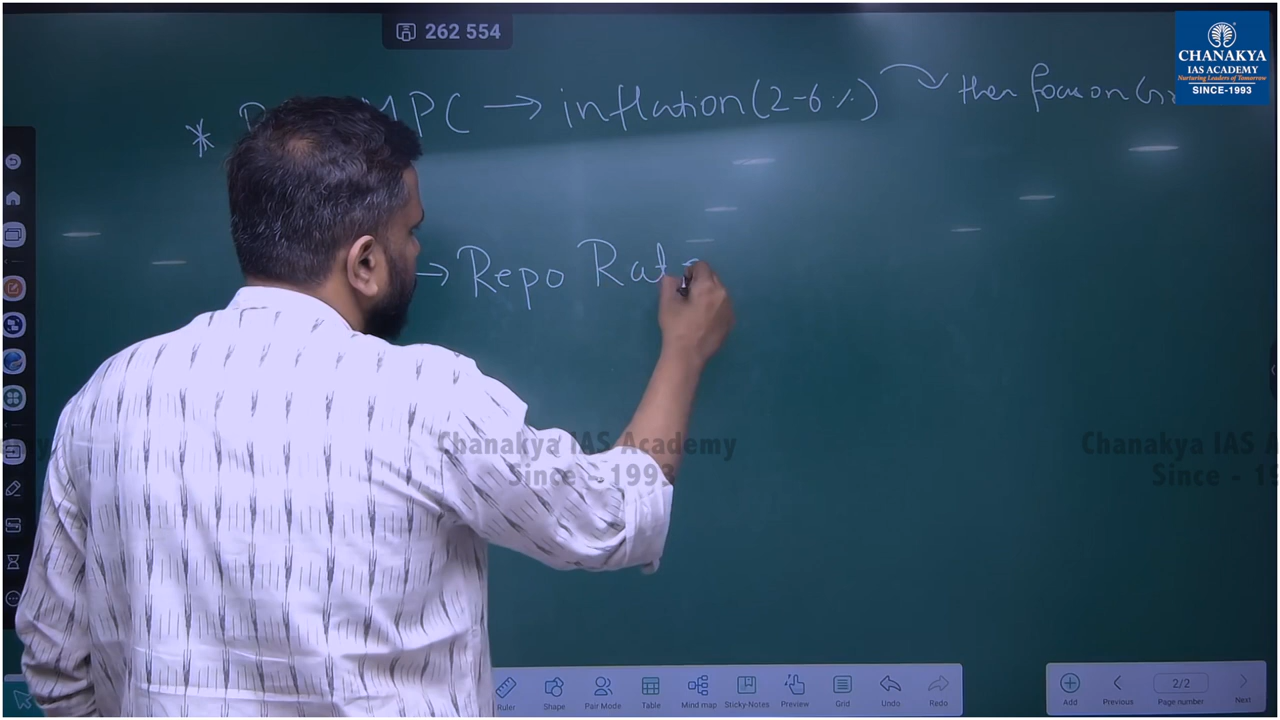 262 554
CHANAKYA
IAS ACADEMY
Nurturing Leaders of Tomorrow
SINCE-1993
* MPC → inflation (2-6%) then focus on
→ Repo Rate
Chanakya IAS Academy
Since - 1993
Chanakya IAS A
Since - 19
Ruler
Shape
Pair Mode
Table
Mind map
Sticky-Notes
Preview
Grid
Undo
Redo
Add
Previous
2/2
Page number
Next